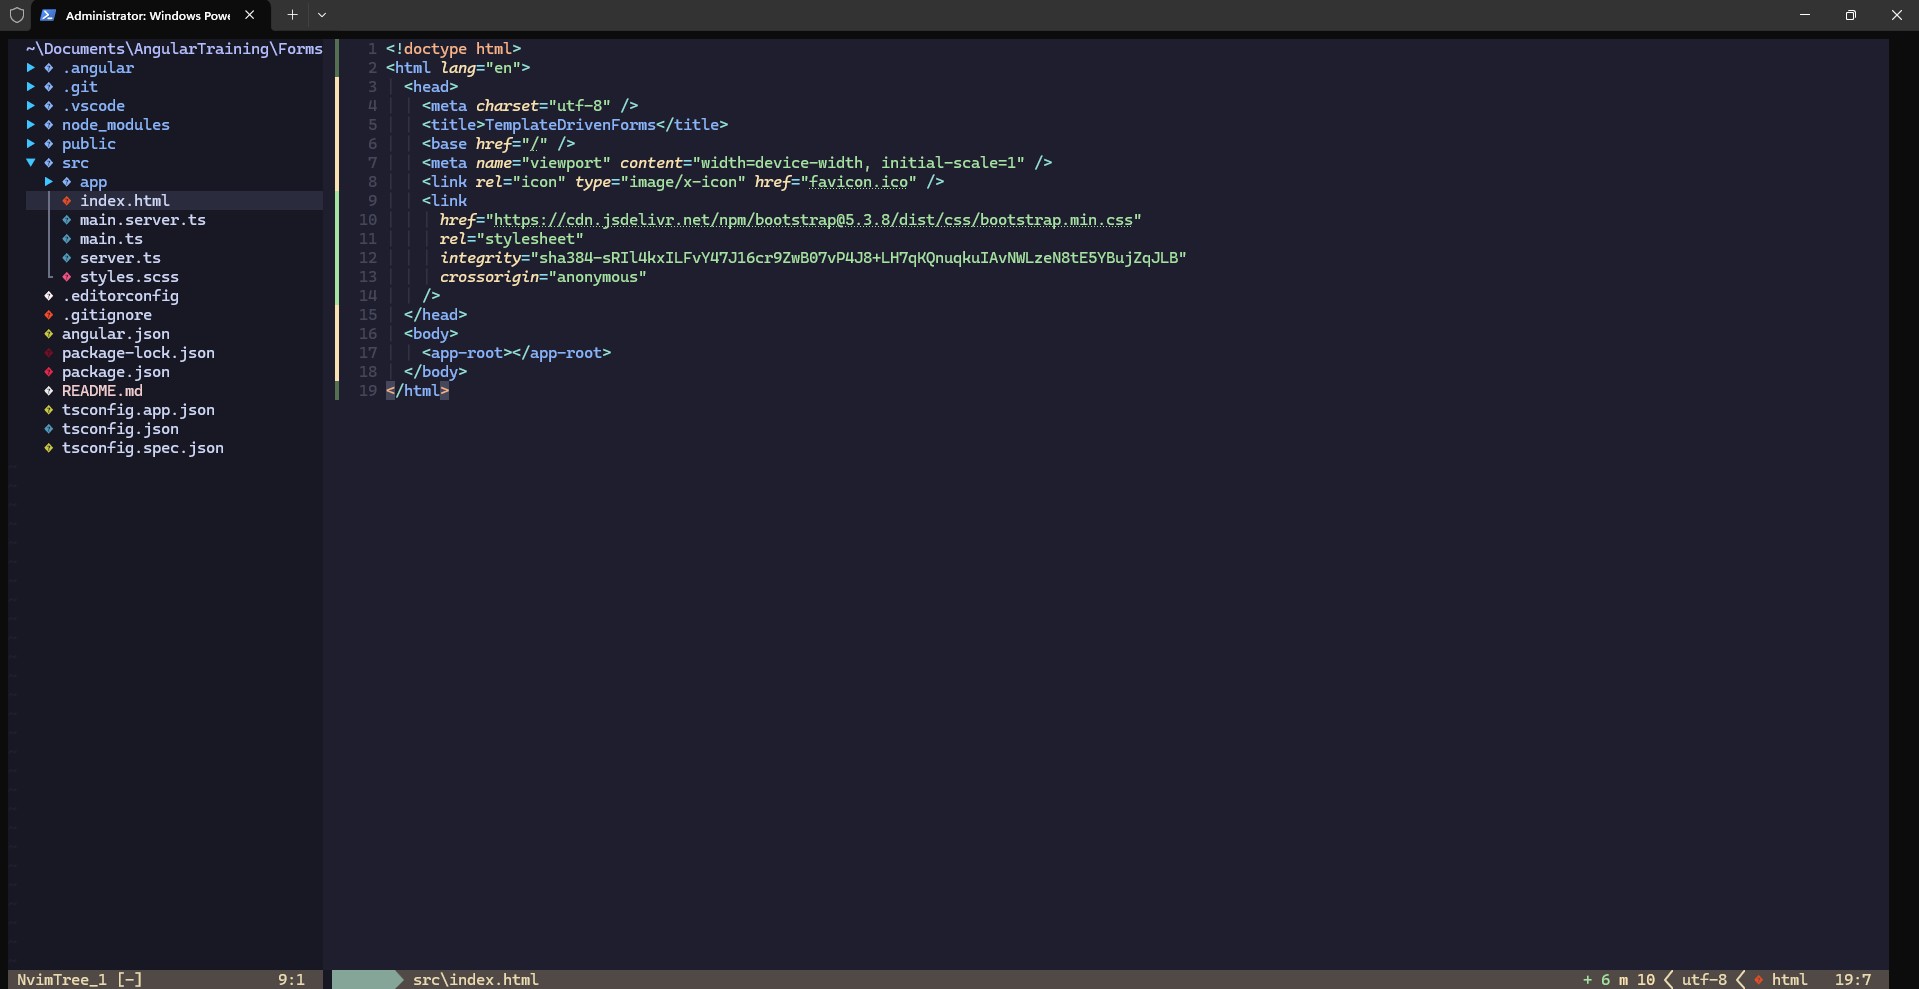 Administrator: Windows Powe
~\Documents\AngularTraining\Forms
.angular
.git
.vscode
node_modules
public
src
app
index.html
main.server.ts
main.ts
server.ts
styles.scss
.editorconfig
.gitignore
angular.json
package-lock.json
package.json
README.md
tsconfig.app.json
tsconfig.json
tsconfig.spec.json
NvimTree_1 [-] 9:1
1 <!doctype html>
2 <html lang="en">
3 <head>
4 <meta charset="utf-8" />
5 <title>TemplateDrivenForms</title>
6 <base href="/" />
7 <meta name="viewport" content="width=device-width, initial-scale=1" />
8 <link rel="icon" type="image/x-icon" href="favicon.ico" />
9 <link
10 href="https://cdn.jsdelivr.net/npm/bootstrap@5.3.8/dist/css/bootstrap.min.css"
11 rel="stylesheet"
12 integrity="sha384-sRIl4kxILFvY47J16cr9ZwB07vP4J8+LH7qKQnuqkuIAvNWLzeN8tE5YBujZqJLB"
13 crossorigin="anonymous"
14 />
15 </head>
16 <body>
17 <app-root></app-root>
18 </body>
19 </html>
src\index.html + 6 m 10 utf-8 html 19:7